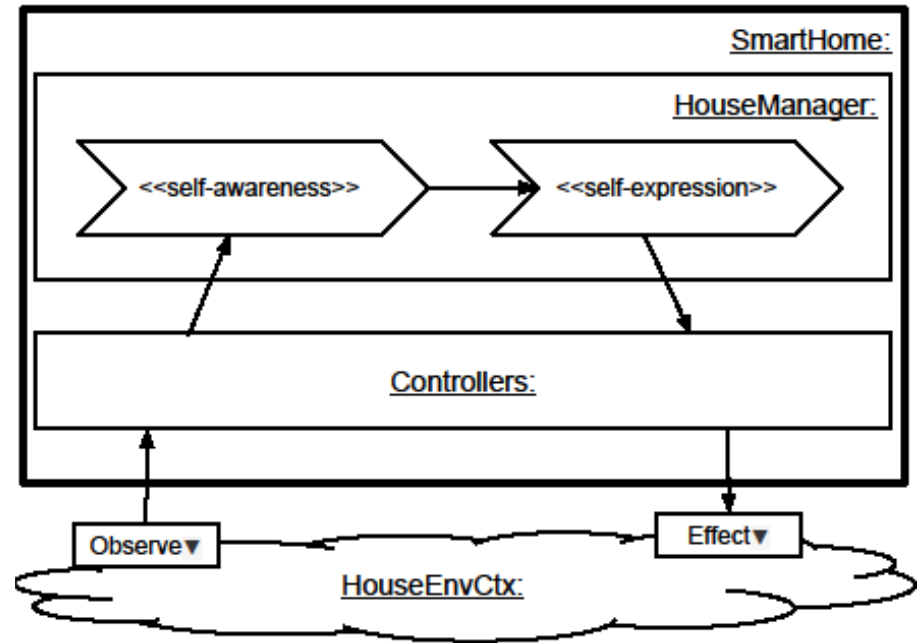 SmartHome:
HouseManager:
<<self-awareness>>
<<self-expression>>
Controllers:
Observe▼
Effect▼
HouseEnvCtx: